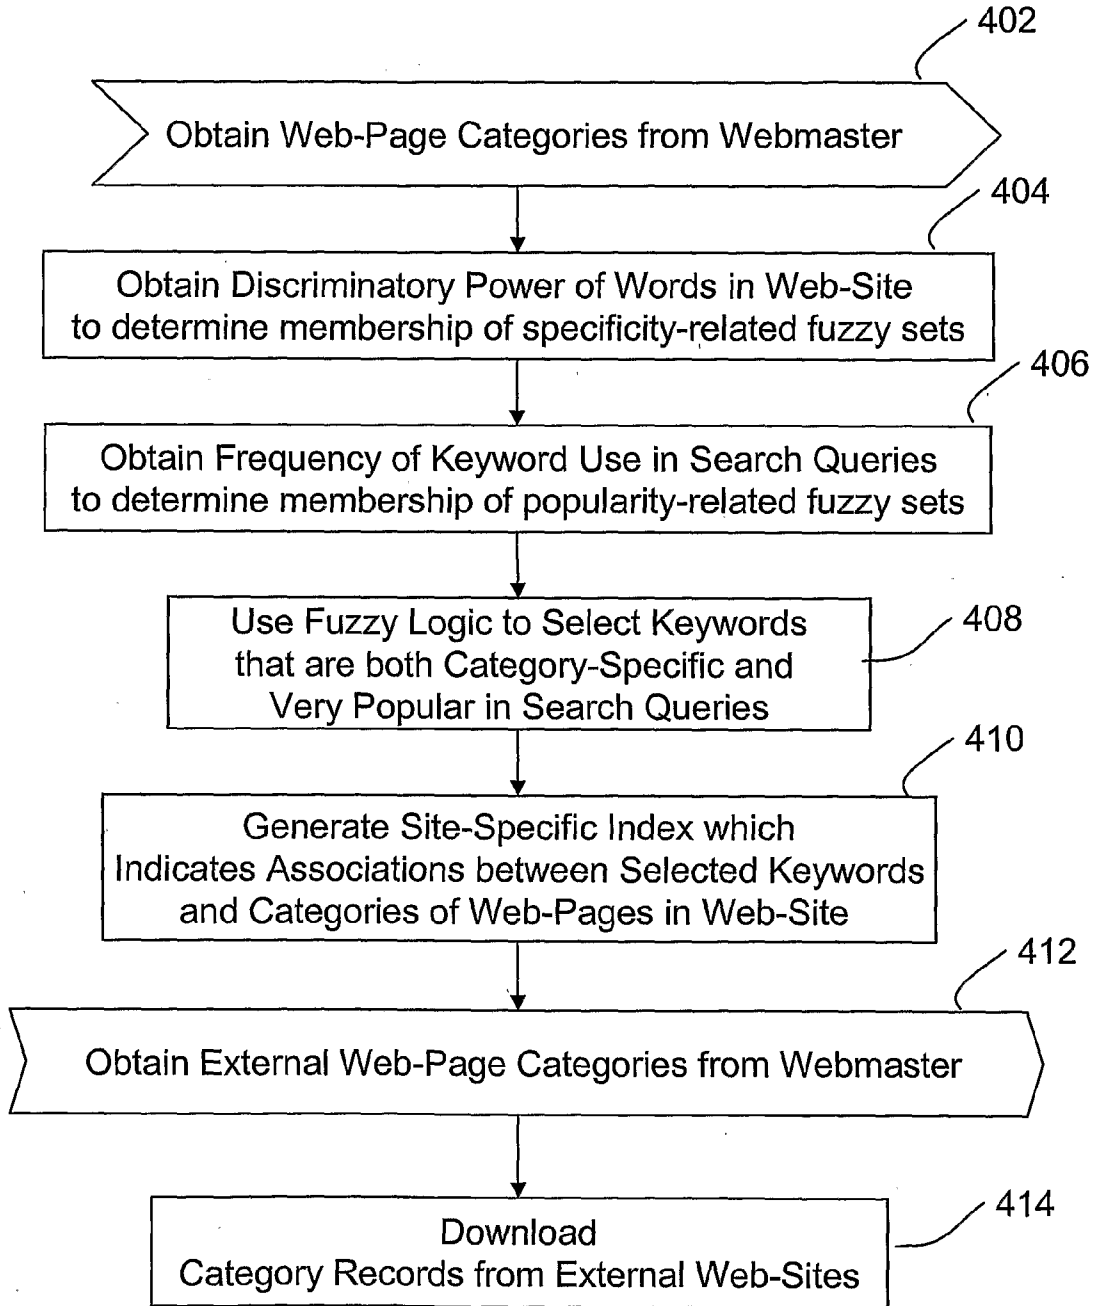 402
Obtain Web-Page Categories from Webmaster
404
Obtain Discriminatory Power of Words in Web-Site
to determine membership of specificity-related fuzzy sets
406
Obtain Frequency of Keyword Use in Search Queries
to determine membership of popularity-related fuzzy sets
Use Fuzzy Logic to Select Keywords
that are both Category-Specific and
Very Popular in Search Queries
408
410
Generate Site-Specific Index which
Indicates Associations between Selected Keywords
and Categories of Web-Pages in Web-Site
412
Obtain External Web-Page Categories from Webmaster
414
Download
Category Records from External Web-Sites